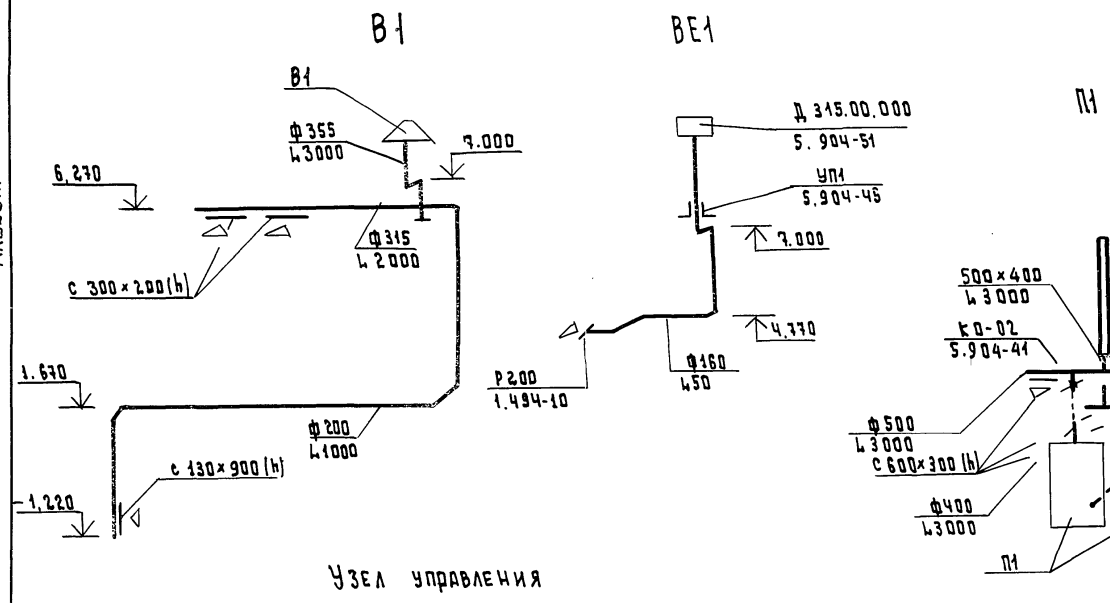 В1
ВЕ1
П1
В1
ф355
L3000
7.000
6,270
ф315
L2000
с 300×200(h)
1.670
ф200
L1000
с 130×900(h)
-1,220
Д 315.00.000
5.904-51
УП1
5.904-45
7.000
4,770
ф160
L50
Р200
1.494-10
500×400
L3000
КО-02
5.904-41
ф500
L3000
С 600×300(h)
ф400
L3000
П1
Узел управления